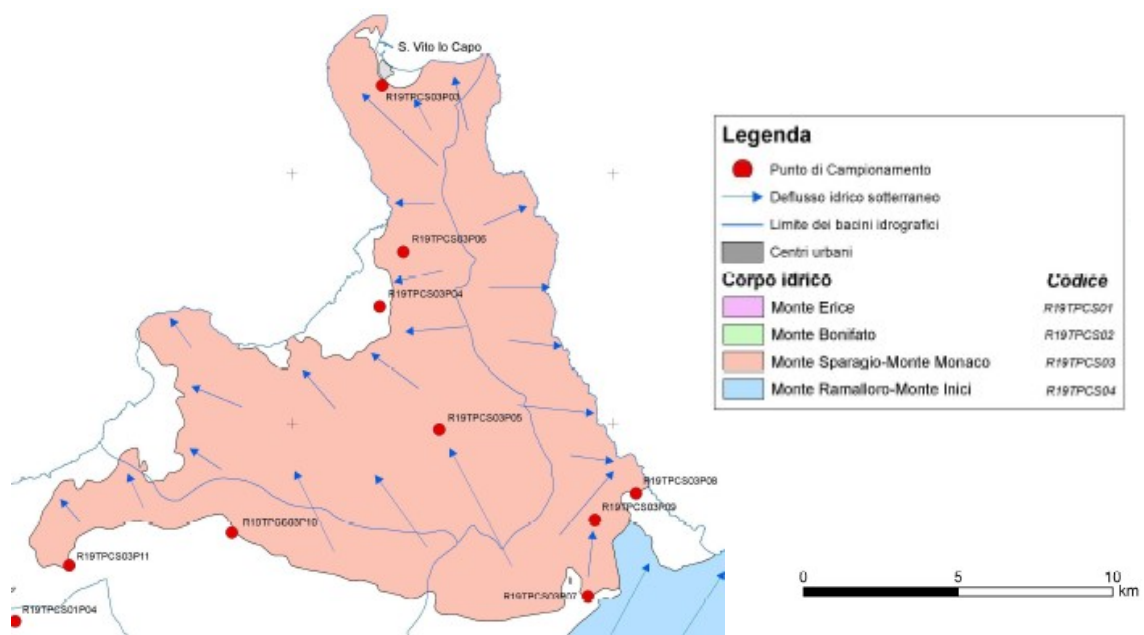 S. Vito lo Capo
R19TPCS03P03
R19TPCS03P06
R19TPCS03P04
R19TPCS03P05
R19TPCS03P08
R19TPCS03P09
R19TPCS03P11
R19TPCS03P07
R19TPCS01P04
Legenda
Punto di Campionamento
Deflusso idrico sotterraneo
Limite dei bacini idrografici
Centri urbani
Corpo idrico Codice
Monte Erice R19TPCS01
Monte Bonifato R19TPCS02
Monte Sparagio-Monte Monaco R19TPCS03
Monte Ramalloro-Monte Inici R19TPCS04
0 5 10
km